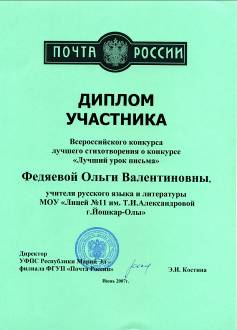 ПОЧТА РОССИИ
ДИПЛОМ
УЧАСТНИКА
Всероссийского конкурса
лучшего стихотворения о конкурсе
«Лучший урок письма»
Федяевой Ольги Валентиновны,
учителя русского языка и литературы
МОУ «Лицей №11 им. Т.И.Александровой
г.Йошкар-Олы»
Директор
УФПС Республики Марий Эл –
филиала ФГУП «Почта России»
Э.И. Костина
Июнь 2007г.